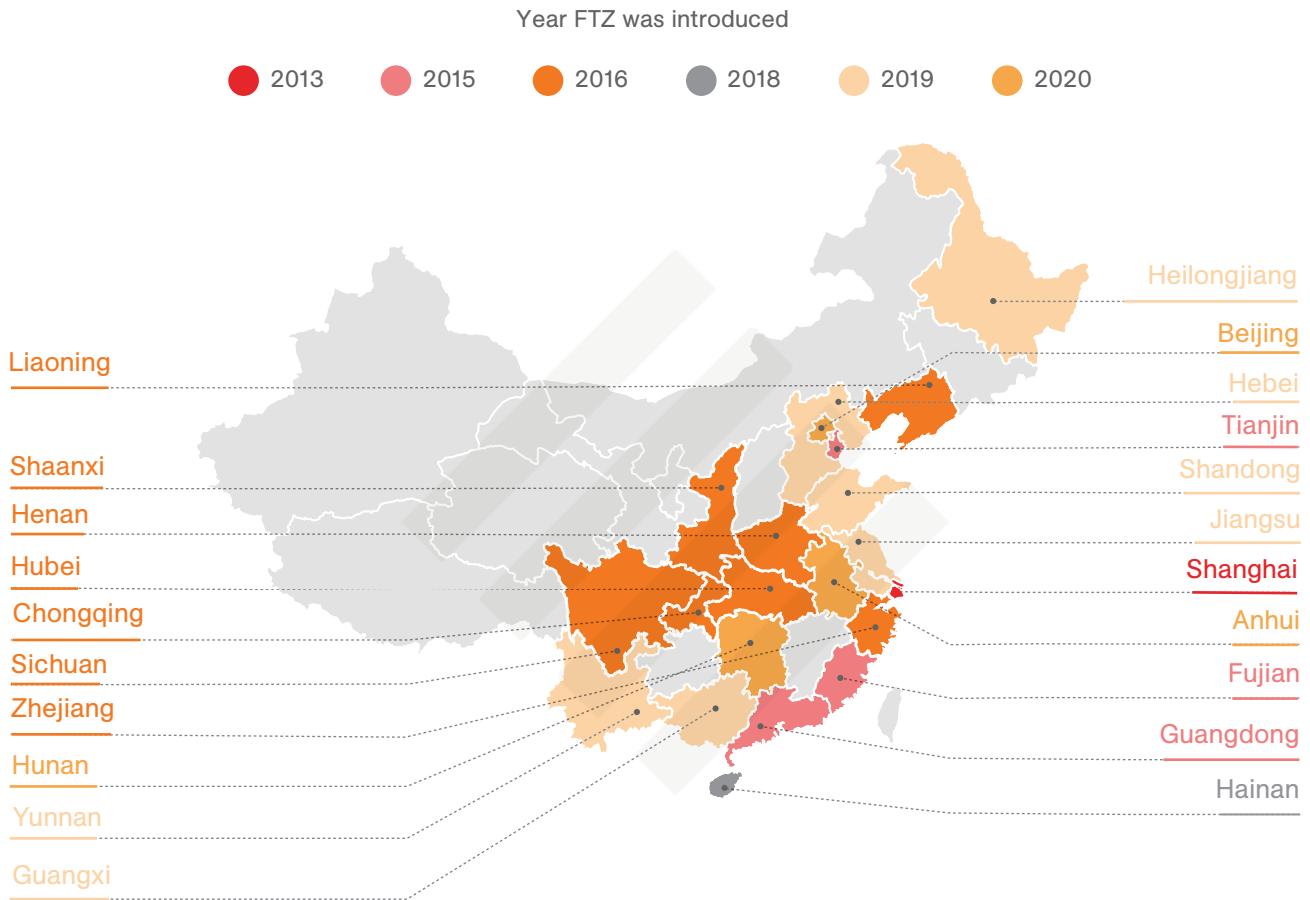 Year FTZ was introduced
2013
2015
2016
2018
2019
2020
Liaoning
Shaanxi
Henan
Hubei
Chongqing
Sichuan
Zhejiang
Hunan
Yunnan
Guangxi
Heilongjiang
Beijing
Hebei
Tianjin
Shandong
Jiangsu
Shanghai
Anhui
Fujian
Guangdong
Hainan